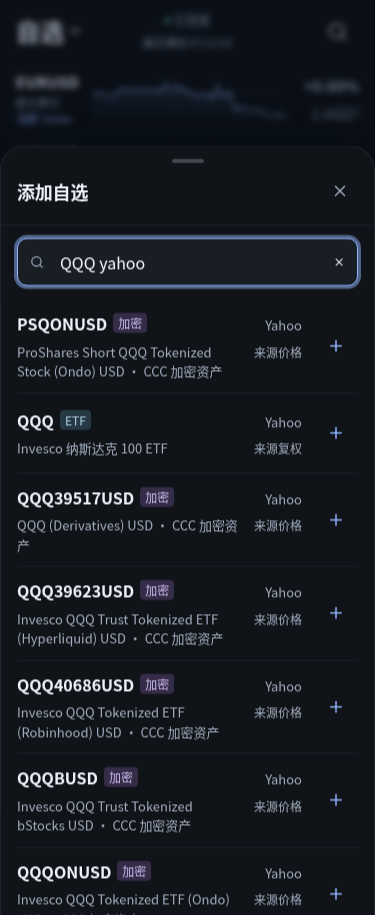 自选
EURUSD
添加自选
QQQ yahoo
PSQONUSD 加密 Yahoo
ProShares Short QQQ Tokenized 来源价格
Stock (Ondo) USD · CCC 加密资产
QQQ ETF Yahoo
Invesco 纳斯达克 100 ETF 来源复权
QQQ39517USD 加密 Yahoo
QQQ (Derivatives) USD · CCC 加密资 来源价格
产
QQQ39623USD 加密 Yahoo
Invesco QQQ Trust Tokenized ETF 来源价格
(Hyperliquid) USD · CCC 加密资产
QQQ40686USD 加密 Yahoo
Invesco QQQ Tokenized ETF 来源价格
(Robinhood) USD · CCC 加密资产
QQQBUSD 加密 Yahoo
Invesco QQQ Trust Tokenized 来源价格
bStocks USD · CCC 加密资产
QQQONUSD 加密 Yahoo
Invesco QQQ Tokenized ETF (Ondo) 来源价格